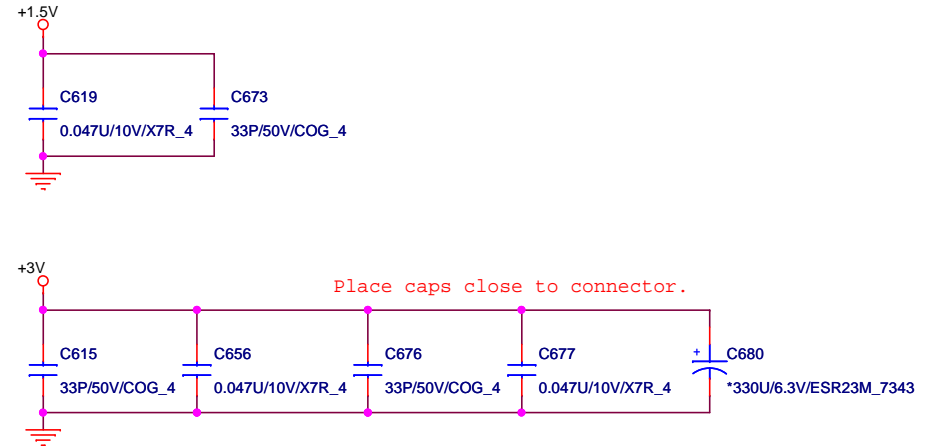 +1.5V
C619
0.047U/10V/X7R_4
C673
33P/50V/COG_4
+3V
Place caps close to connector.
C615
33P/50V/COG_4
C656
0.047U/10V/X7R_4
C676
33P/50V/COG_4
C677
0.047U/10V/X7R_4
+
C680
*330U/6.3V/ESR23M_7343